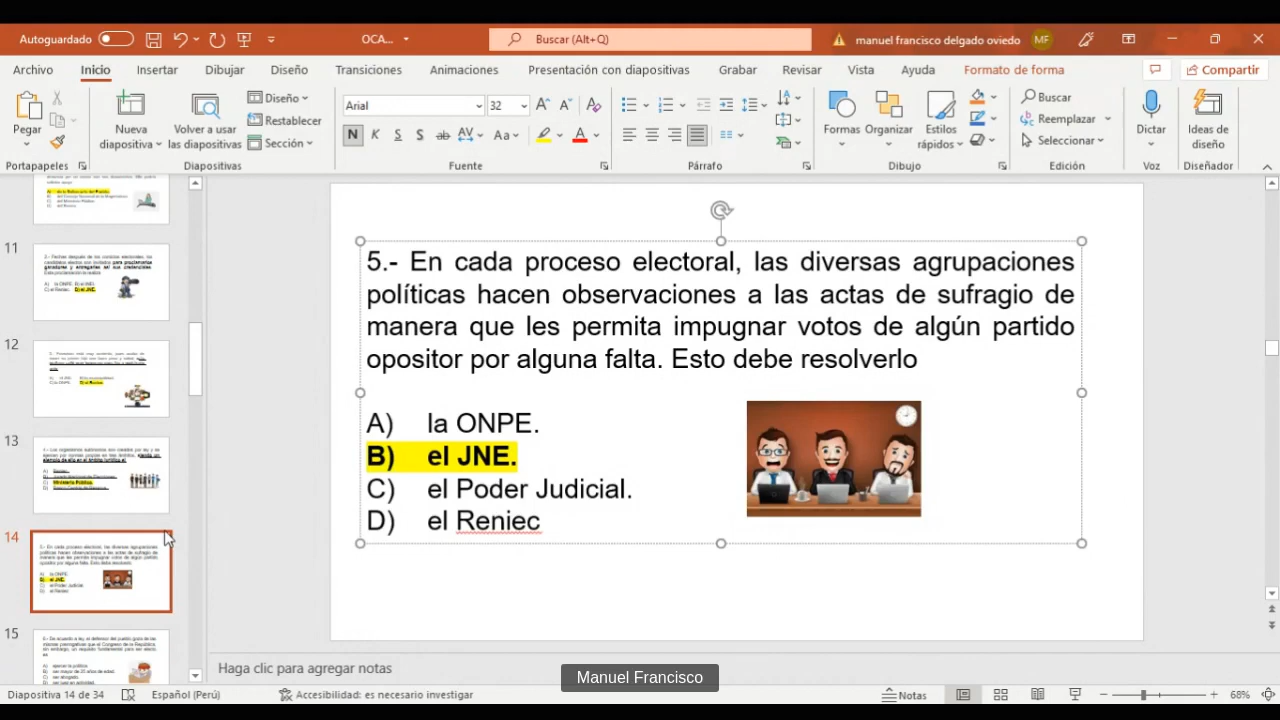 Autoguardado
OCA...
Buscar (Alt+Q)
manuel francisco delgado oviedo
MF
Archivo
Inicio
Insertar
Dibujar
Diseño
Transiciones
Animaciones
Presentación con diapositivas
Grabar
Revisar
Vista
Ayuda
Formato de forma
Compartir
Pegar
Nueva diapositiva
Volver a usar las diapositivas
Diseño
Restablecer
Sección
Arial
32
N K S S ab AV Aa A
Formas
Organizar
Estilos rápidos
Buscar
Reemplazar
Seleccionar
Dictar
Ideas de diseño
Portapapeles
Diapositivas
Fuente
Párrafo
Dibujo
Edición
Voz
Diseñador
11
12
13
14
15
5.- En cada proceso electoral, las diversas agrupaciones
políticas hacen observaciones a las actas de sufragio de
manera que les permita impugnar votos de algún partido
opositor por alguna falta. Esto debe resolverlo
A) la ONPE.
B) el JNE.
C) el Poder Judicial.
D) el Reniec
Haga clic para agregar notas
Manuel Francisco
Diapositiva 14 de 34
Español (Perú)
Accesibilidad: es necesario investigar
Notas
68%